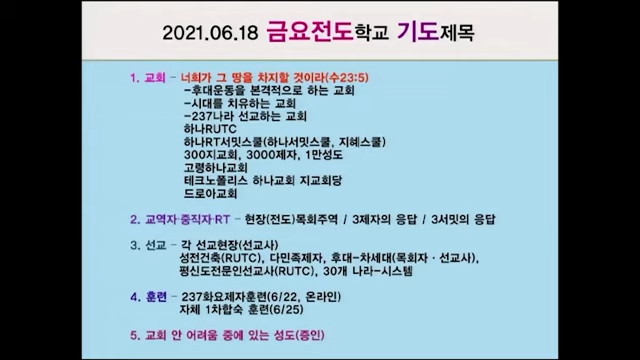 2021.06.18 금요전도학교 기도제목
1. 교회 - 너희가 그 땅을 차지할 것이라(수23:5)
-후대운동을 본격적으로 하는 교회
-시대를 치유하는 교회
-237나라 선교하는 교회
하나RUTC
하나RT서밋스쿨(하나서밋스쿨, 지혜스쿨)
300지교회, 3000제자, 1만성도
고령하나교회
테크노폴리스 하나교회 지교회당
드로아교회
2. 교역자·중직자·RT - 현장(전도)목회주역 / 3제자의 응답 / 3서밋의 응답
3. 선교 - 각 선교현장(선교사)
성전건축(RUTC), 다민족제자, 후대-차세대(목회자·선교사),
평신도전문인선교사(RUTC), 30개 나라-시스템
4. 훈련 - 237화요제자훈련(6/22, 온라인)
자체 1차합숙 훈련(6/25)
5. 교회 안 어려움 중에 있는 성도(증인)